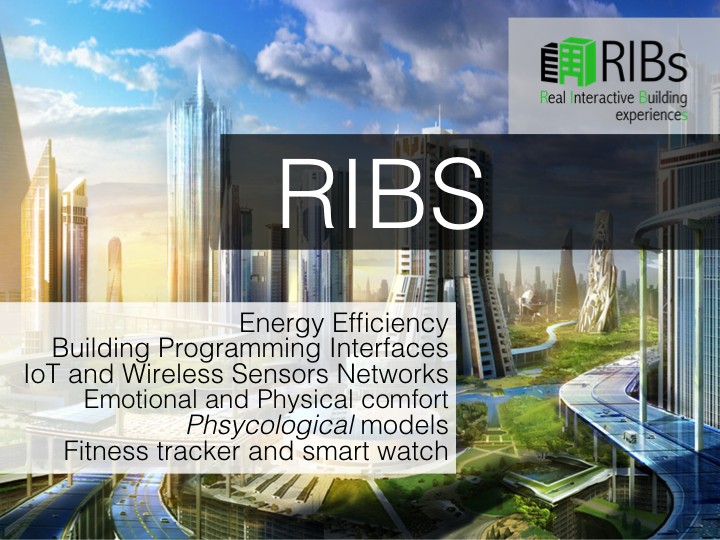 RIBs
Real Interactive Building
experiences
RIBS
Energy Efficiency
Building Programming Interfaces
IoT and Wireless Sensors Networks
Emotional and Physical comfort
Phsycological models
Fitness tracker and smart watch